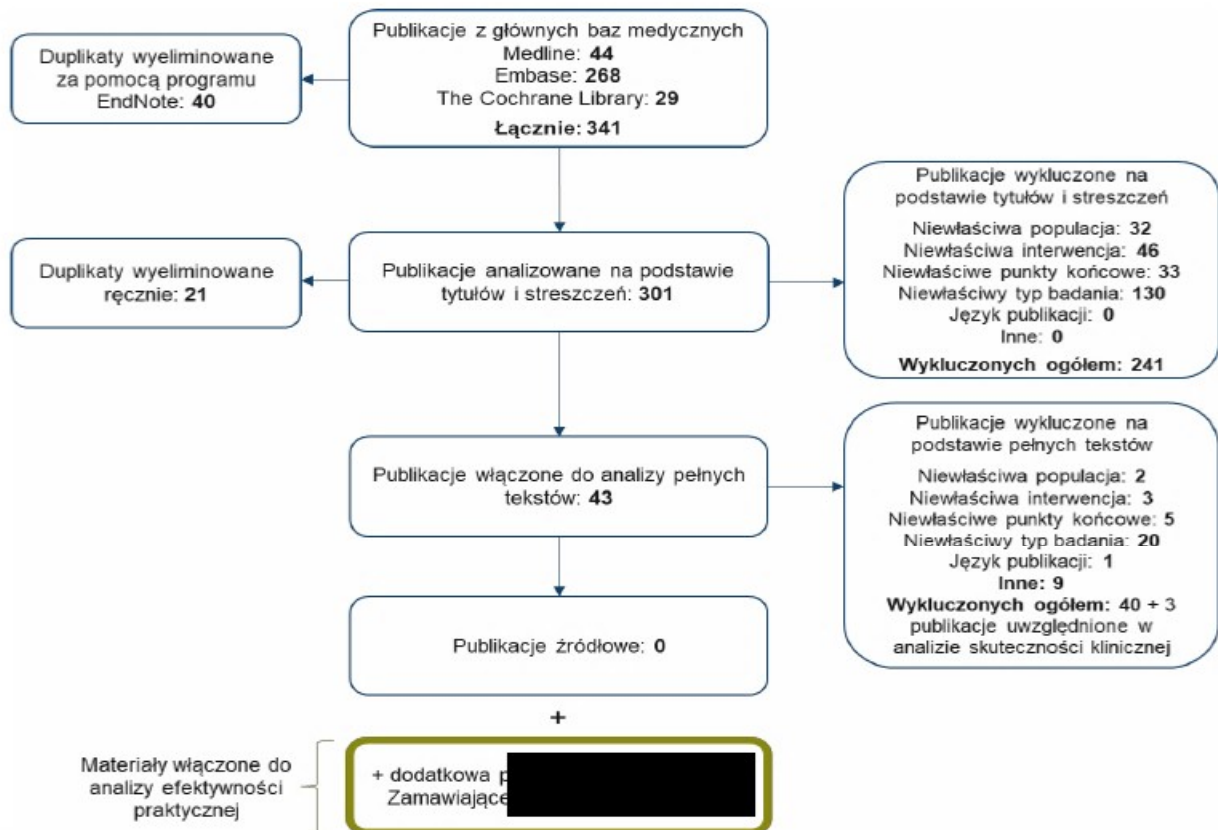 Publikacje z głównych baz medycznych
Medline: 44
Embase: 268
The Cochrane Library: 29
Łącznie: 341
Duplikaty wyeliminowane
za pomocą programu
EndNote: 40
Publikacje analizowane na podstawie
tytułów i streszczeń: 301
Duplikaty wyeliminowane
ręcznie: 21
Publikacje wykluczone na
podstawie tytułów i streszczeń
Niewłaściwa populacja: 32
Niewłaściwa interwencja: 46
Niewłaściwe punkty końcowe: 33
Niewłaściwy typ badania: 130
Język publikacji: 0
Inne: 0
Wykluczonych ogółem: 241
Publikacje włączone do analizy pełnych
tekstów: 43
Publikacje wykluczone na
podstawie pełnych tekstów
Niewłaściwa populacja: 2
Niewłaściwa interwencja: 3
Niewłaściwe punkty końcowe: 5
Niewłaściwy typ badania: 20
Język publikacji: 1
Inne: 9
Wykluczonych ogółem: 40 + 3
publikacje uwzględnione w
analizie skuteczności klinicznej
Publikacje źródłowe: 0
+
Materiały włączone do
analizy efektywności
praktycznej
+ dodatkowa